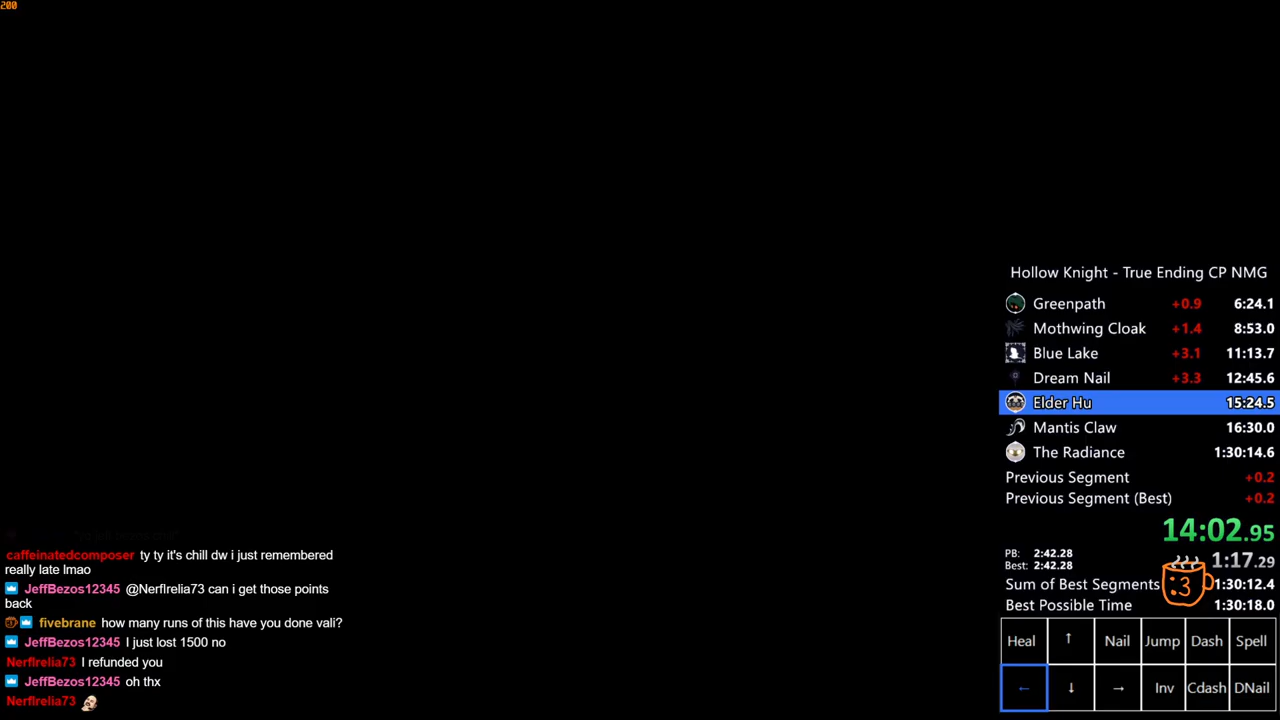 200
Hollow Knight - True Ending CP NMG
Greenpath +0.9 6:24.1
Mothwing Cloak +1.4 8:53.0
Blue Lake +3.1 11:13.7
Dream Nail +3.3 12:45.6
Elder Hu 15:24.5
Mantis Claw 16:30.0
The Radiance 1:30:14.6
Previous Segment +0.2
Previous Segment (Best) +0.2
14:02.95
PB: 2:42.28
Best: 2:42.28
1:17.29
Sum of Best Segments 1:30:12.4
Best Possible Time 1:30:18.0
Heal ↑ Nail Jump Dash Spell
← ↓ → Inv Cdash DNail
caffeinatedcomposer ty ty it's chill dw i just remembered
really late lmao
JeffBezos12345 @NerfIrelia73 can i get those points
back
fivebrane how many runs of this have you done vali?
JeffBezos12345 I just lost 1500 no
NerfIrelia73 I refunded you
JeffBezos12345 oh thx
NerfIrelia73